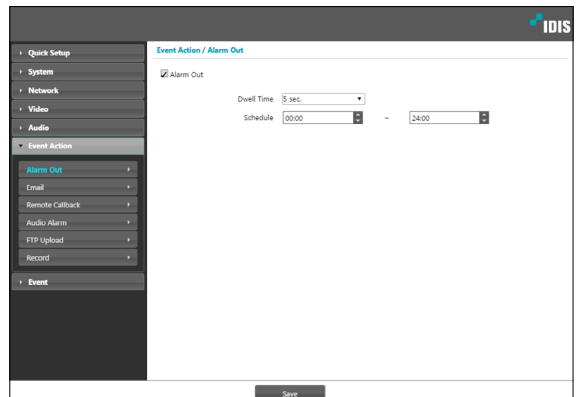 IDIS
Quick Setup
System
Network
Video
Audio
Event Action
Alarm Out
Email
Remote Callback
Audio Alarm
FTP Upload
Record
Event
Event Action / Alarm Out
Alarm Out
Dwell Time 5 sec.
Schedule 00:00 ~ 24:00
Save